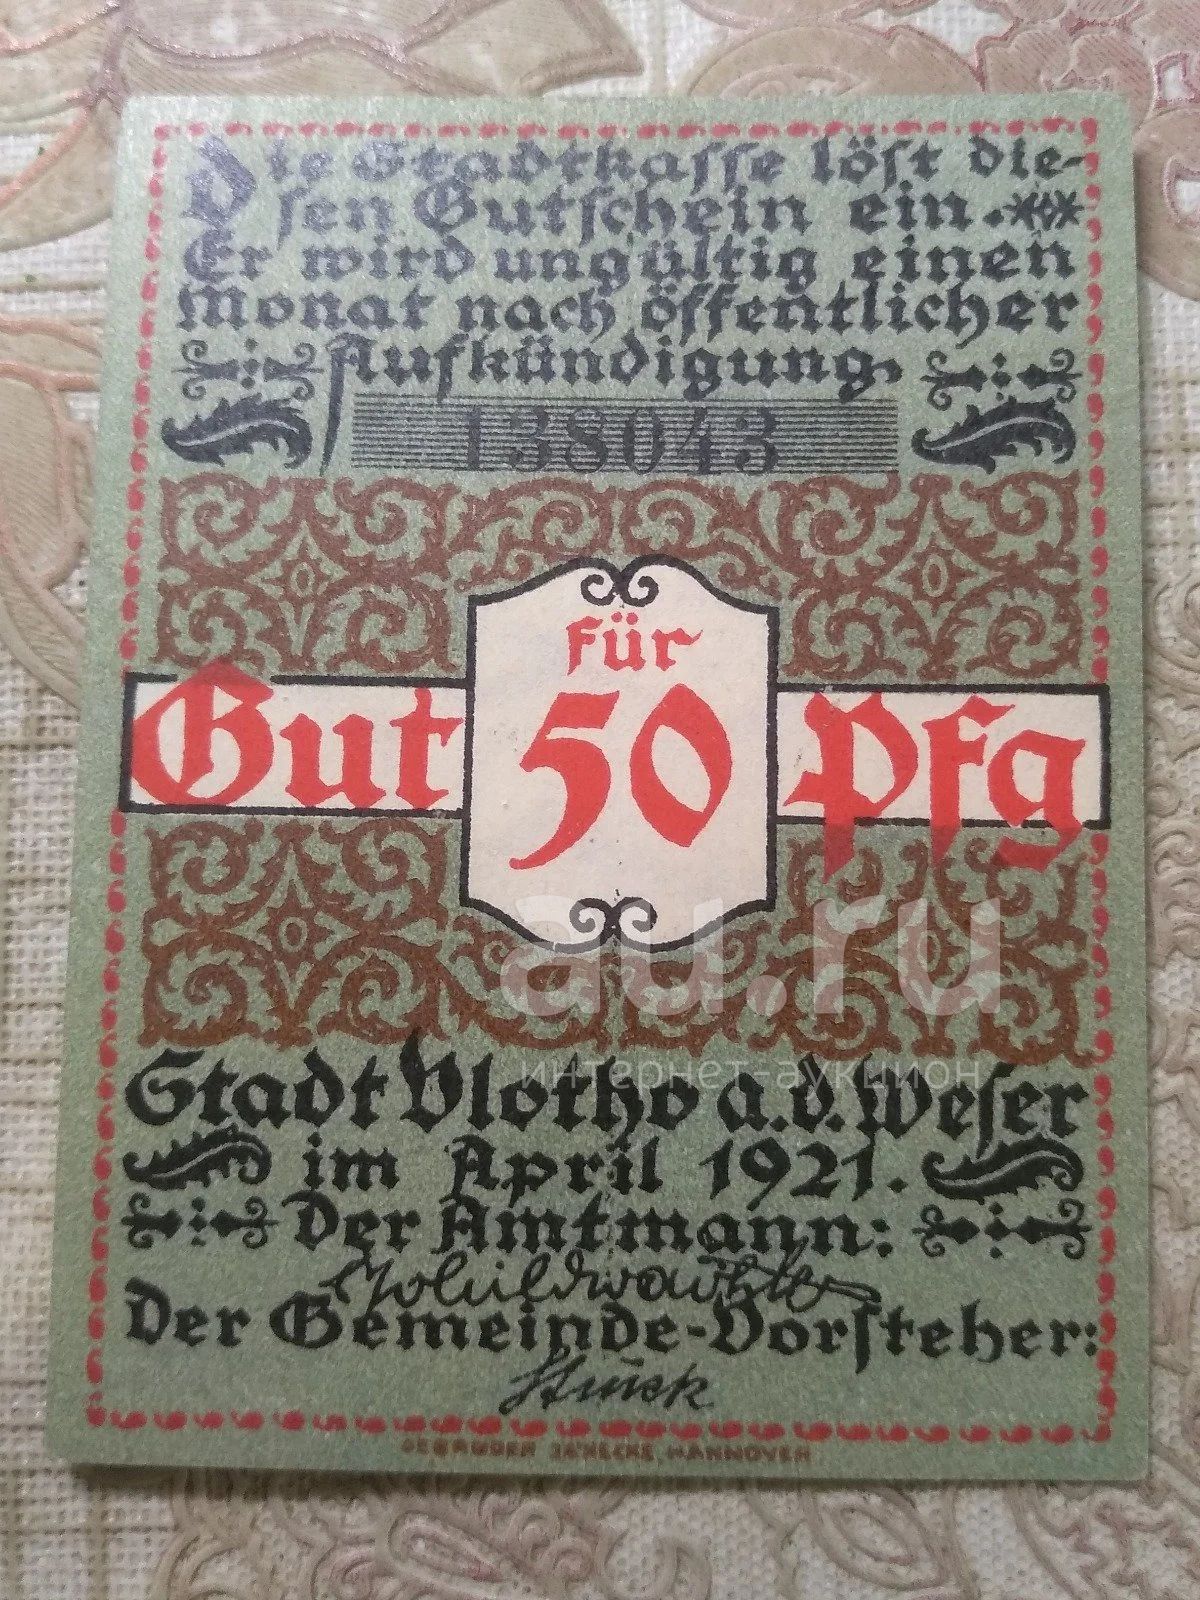 Die Stadtkasse löst die-
sen Gutschein ein.
Er wird ungültig einen
Monat nach öffentlicher
Aufkündigung.
138043
Gut für 50 Pfg
Stadt Vlotho a.d. Weser
im April 1921.
Der Amtmann:
Der Gemeinde-Vorsteher:
GEBRÜDER JÄNECKE HANNOVER
au.ru
интернет-аукцион